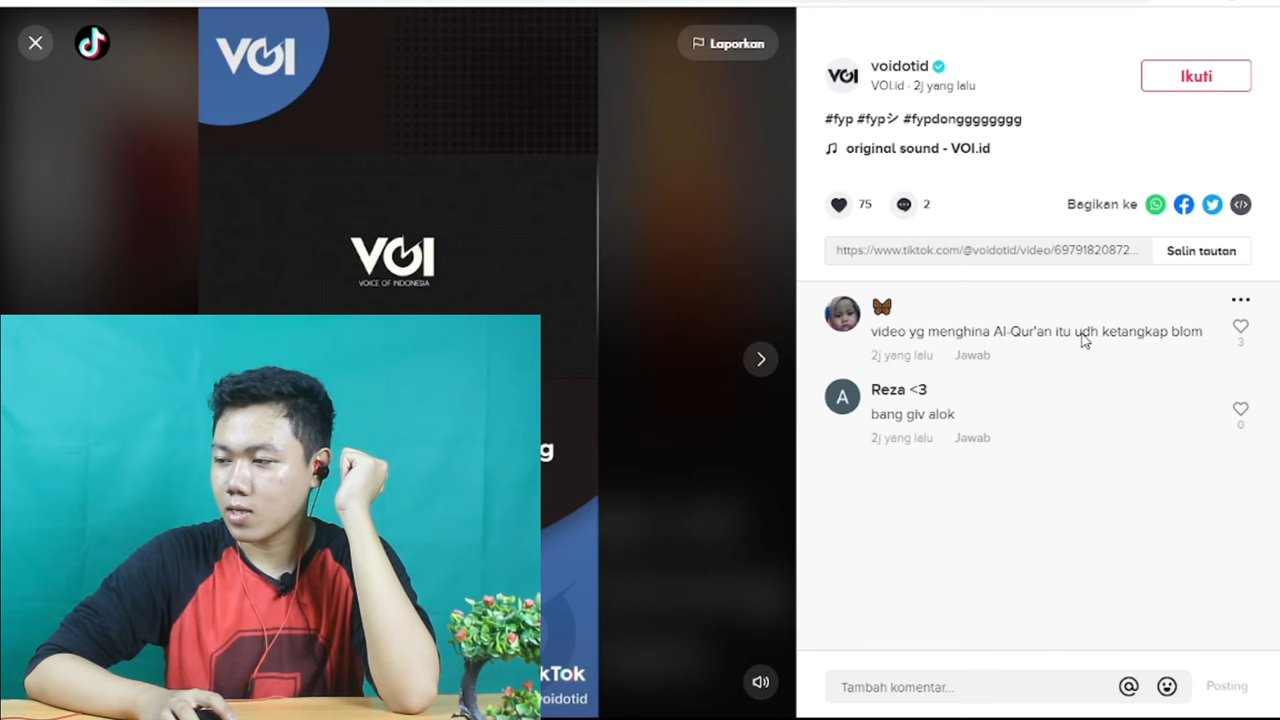 VOI
Laporkan
VOI
VOICE OF INDONESIA
g
kTok
oidotid
VOI
voidotid
VOI.id · 2j yang lalu
Ikuti
#fyp #fypシ #fypdongggggggg
original sound - VOI.id
75
2
Bagikan ke
https://www.tiktok.com/@voidotid/video/69791820872...
Salin tautan
video yg menghina Al-Qur'an itu udh ketangkap blom
3
2j yang lalu Jawab
A
Reza <3
bang giv alok
0
2j yang lalu Jawab
Tambah komentar...
Posting